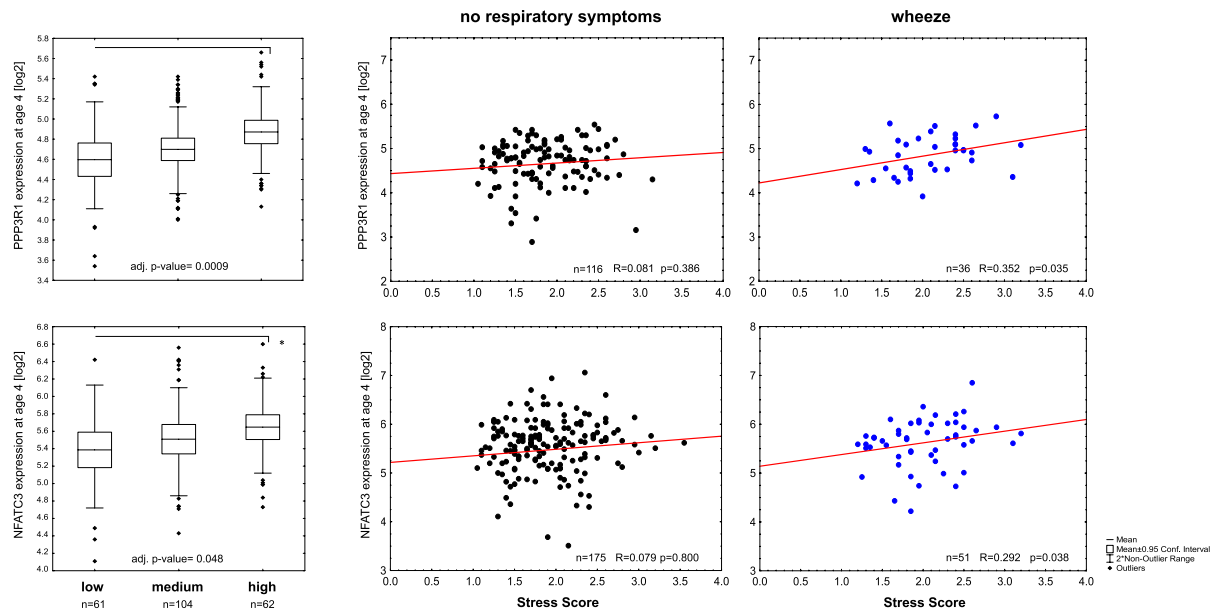 no respiratory symptoms
wheeze
PPP3R1 expression at age 4 [log2]
5.8
5.6
5.4
5.2
5.0
4.8
4.6
4.4
4.2
4.0
3.8
3.6
3.4
adj. p-value= 0.0009
PPP3R1 expression at age 4 [log2]
7
6
5
4
3
2
n=116 R=0.081 p=0.386
0.0 0.5 1.0 1.5 2.0 2.5 3.0 3.5 4.0
7
6
5
4
3
2
n=36 R=0.352 p=0.035
0.0 0.5 1.0 1.5 2.0 2.5 3.0 3.5 4.0
NFATC3 expression at age 4 [log2]
6.8
6.6
6.4
6.2
6.0
5.8
5.6
5.4
5.2
5.0
4.8
4.6
4.4
4.2
4.0
*
adj. p-value= 0.048
low medium high
n=61 n=104 n=62
NFATC3 expression at age 4 [log2]
8
7
6
5
4
3
n=175 R=0.079 p=0.800
0.0 0.5 1.0 1.5 2.0 2.5 3.0 3.5 4.0
Stress Score
8
7
6
5
4
3
n=51 R=0.292 p=0.038
0.0 0.5 1.0 1.5 2.0 2.5 3.0 3.5 4.0
Stress Score
Mean
Mean±0.95 Conf. Interval
2*Non-Outlier Range
Outliers